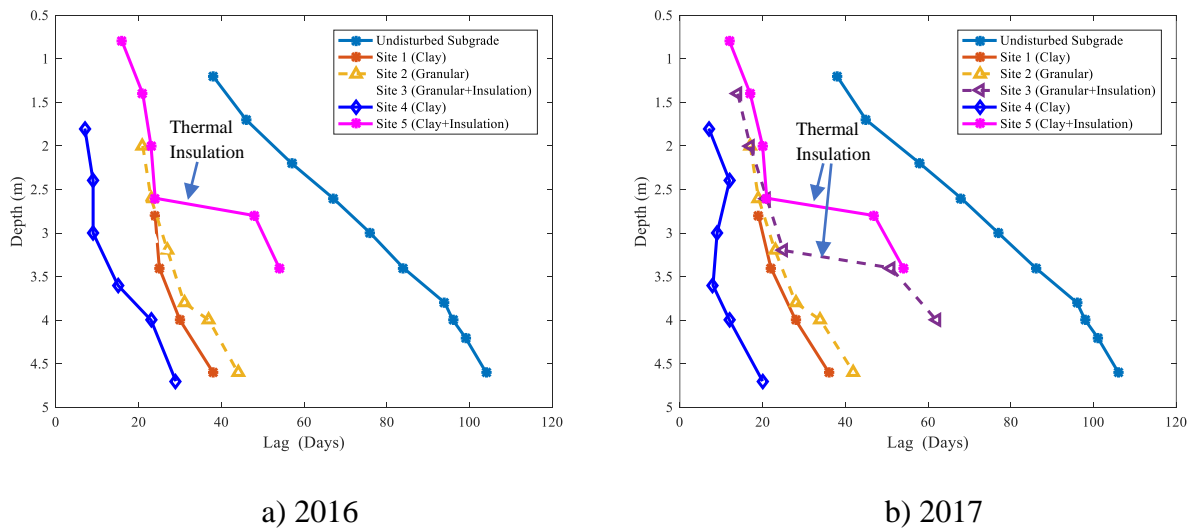 0.5
1
1.5
2
2.5
3
3.5
4
4.5
5
Depth (m)
0 20 40 60 80 100 120
Lag (Days)
Undisturbed Subgrade
Site 1 (Clay)
Site 2 (Granular)
Site 3 (Granular+Insulation)
Site 4 (Clay)
Site 5 (Clay+Insulation)
Thermal
Insulation
a) 2016
0.5
1
1.5
2
2.5
3
3.5
4
4.5
5
Depth (m)
0 20 40 60 80 100 120
Lag (Days)
Undisturbed Subgrade
Site 1 (Clay)
Site 2 (Granular)
Site 3 (Granular+Insulation)
Site 4 (Clay)
Site 5 (Clay+Insulation)
Thermal
Insulation
b) 2017